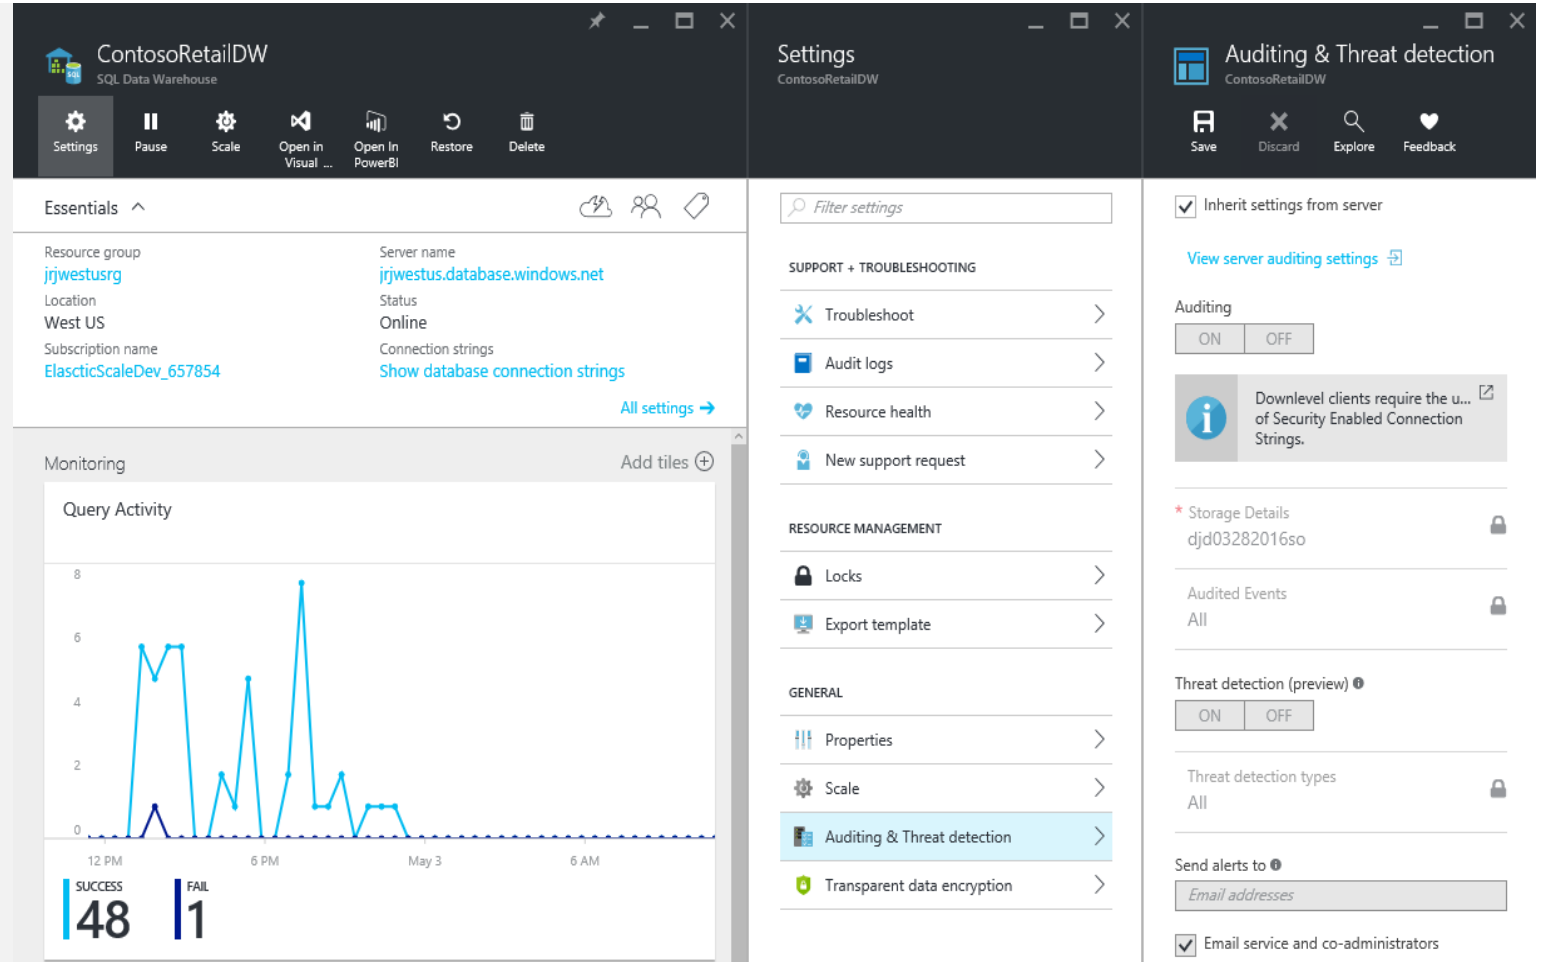 ContosoRetailDW
SQL Data Warehouse
Settings
Pause
Scale
Open in
Visual ...
Open In
PowerBI
Restore
Delete
Essentials
Resource group
jrjwestusrg
Server name
jrjwestus.database.windows.net
Location
West US
Status
Online
Subscription name
ElascticScaleDev_657854
Connection strings
Show database connection strings
All settings
Monitoring
Add tiles
Query Activity
8
6
4
2
0
12 PM
6 PM
May 3
6 AM
SUCCESS
48
FAIL
1
Settings
ContosoRetailDW
Filter settings
SUPPORT + TROUBLESHOOTING
Troubleshoot
Audit logs
Resource health
New support request
RESOURCE MANAGEMENT
Locks
Export template
GENERAL
Properties
Scale
Auditing & Threat detection
Transparent data encryption
Auditing & Threat detection
ContosoRetailDW
Save
Discard
Explore
Feedback
Inherit settings from server
View server auditing settings
Auditing
ON OFF
Downlevel clients require the u...
of Security Enabled Connection
Strings.
* Storage Details
djd03282016so
Audited Events
All
Threat detection (preview)
ON OFF
Threat detection types
All
Send alerts to
Email addresses
Email service and co-administrators